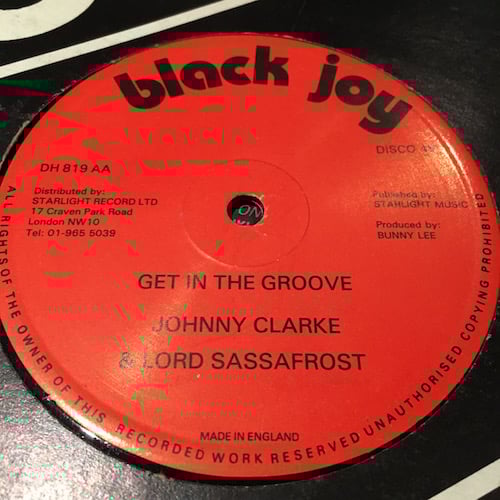 black joy
DISCO 45
DH 819 AA
Distributed by:
STARLIGHT RECORD LTD
17 Craven Park Road
London NW10
Tel: 01-965 5039
Published by:
STARLIGHT MUSIC
Produced by:
BUNNY LEE
GET IN THE GROOVE
JOHNNY CLARKE
& LORD SASSAFROST
MADE IN ENGLAND
ALL RIGHTS OF THE OWNER OF THIS RECORDED WORK RESERVED UNAUTHORISED COPYING PROHIBITED